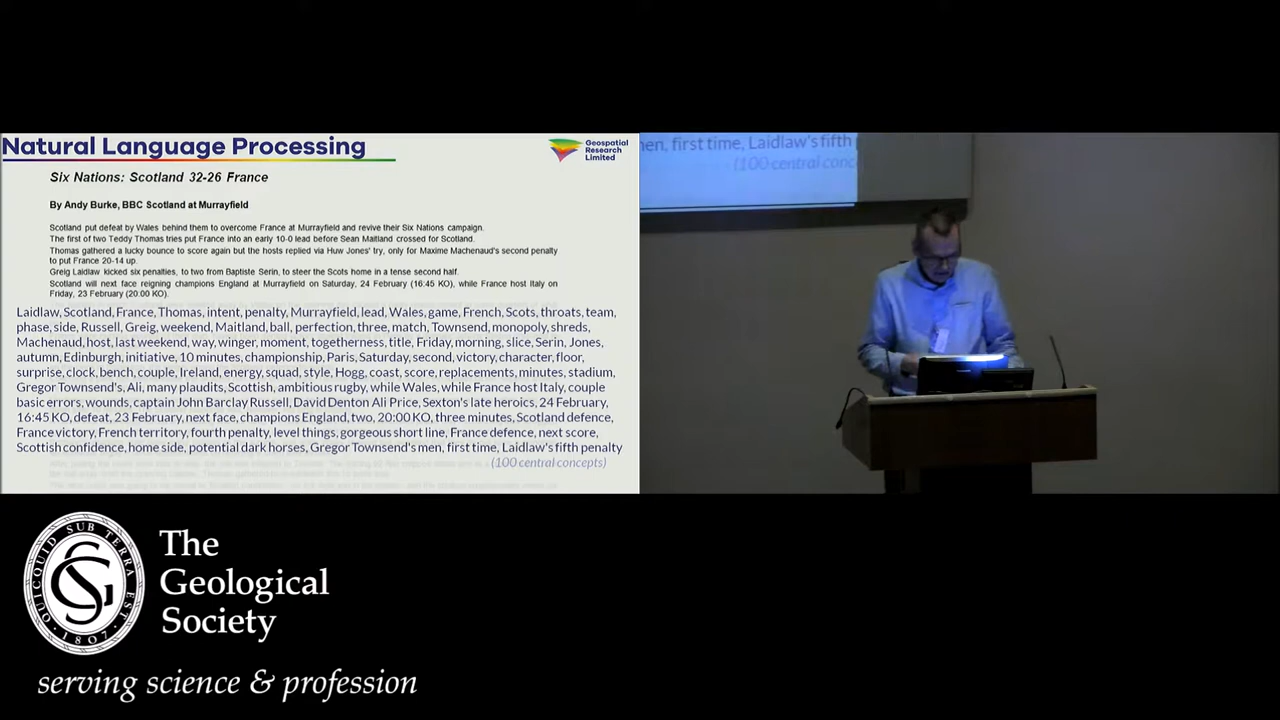 Natural Language Processing
Geospatial
Research
Limited
Six Nations: Scotland 32-26 France
By Andy Burke, BBC Scotland at Murrayfield
Scotland put defeat by Wales behind them to overcome France at Murrayfield and revive their Six Nations campaign.
The first of two Teddy Thomas tries put France into an early 10-0 lead before Sean Maitland crossed for Scotland.
Thomas gathered a lucky bounce to score again but the hosts replied via Huw Jones' try, only for Maxime Machenaud's second penalty
to put France 20-14 up.
Greig Laidlaw kicked six penalties, to two from Baptiste Serin, to steer the Scots home in a tense second half.
Scotland will next face reigning champions England at Murrayfield on Saturday, 24 February (16:45 KO), while France host Italy on
Friday, 23 February (20:00 KO).
Laidlaw, Scotland, France, Thomas, intent, penalty, Murrayfield, lead, Wales, game, French, Scots, throats, team,
phase, side, Russell, Greig, weekend, Maitland, ball, perfection, three, match, Townsend, monopoly, shreds,
Machenaud, host, last weekend, way, winger, moment, togetherness, title, Friday, morning, slice, Serin, Jones,
autumn, Edinburgh, initiative, 10 minutes, championship, Paris, Saturday, second, victory, character, floor,
surprise, clock, bench, couple, Ireland, energy, squad, style, Hogg, coast, score, replacements, minutes, stadium,
Gregor Townsend's, Ali, many plaudits, Scottish, ambitious rugby, while Wales, while France host Italy, couple
basic errors, wounds, captain John Barclay Russell, David Denton Ali Price, Sexton's late heroics, 24 February,
16:45 KO, defeat, 23 February, next face, champions England, two, 20:00 KO, three minutes, Scotland defence,
France victory, French territory, fourth penalty, level things, gorgeous short line, France defence, next score,
Scottish confidence, home side, potential dark horses, Gregor Townsend's men, first time, Laidlaw's fifth penalty
(100 central concepts)
en, first time, Laidlaw's fifth
(100 central conc
QUICQUID SUB TERRA EST
1807
The
Geological
Society
serving science & profession